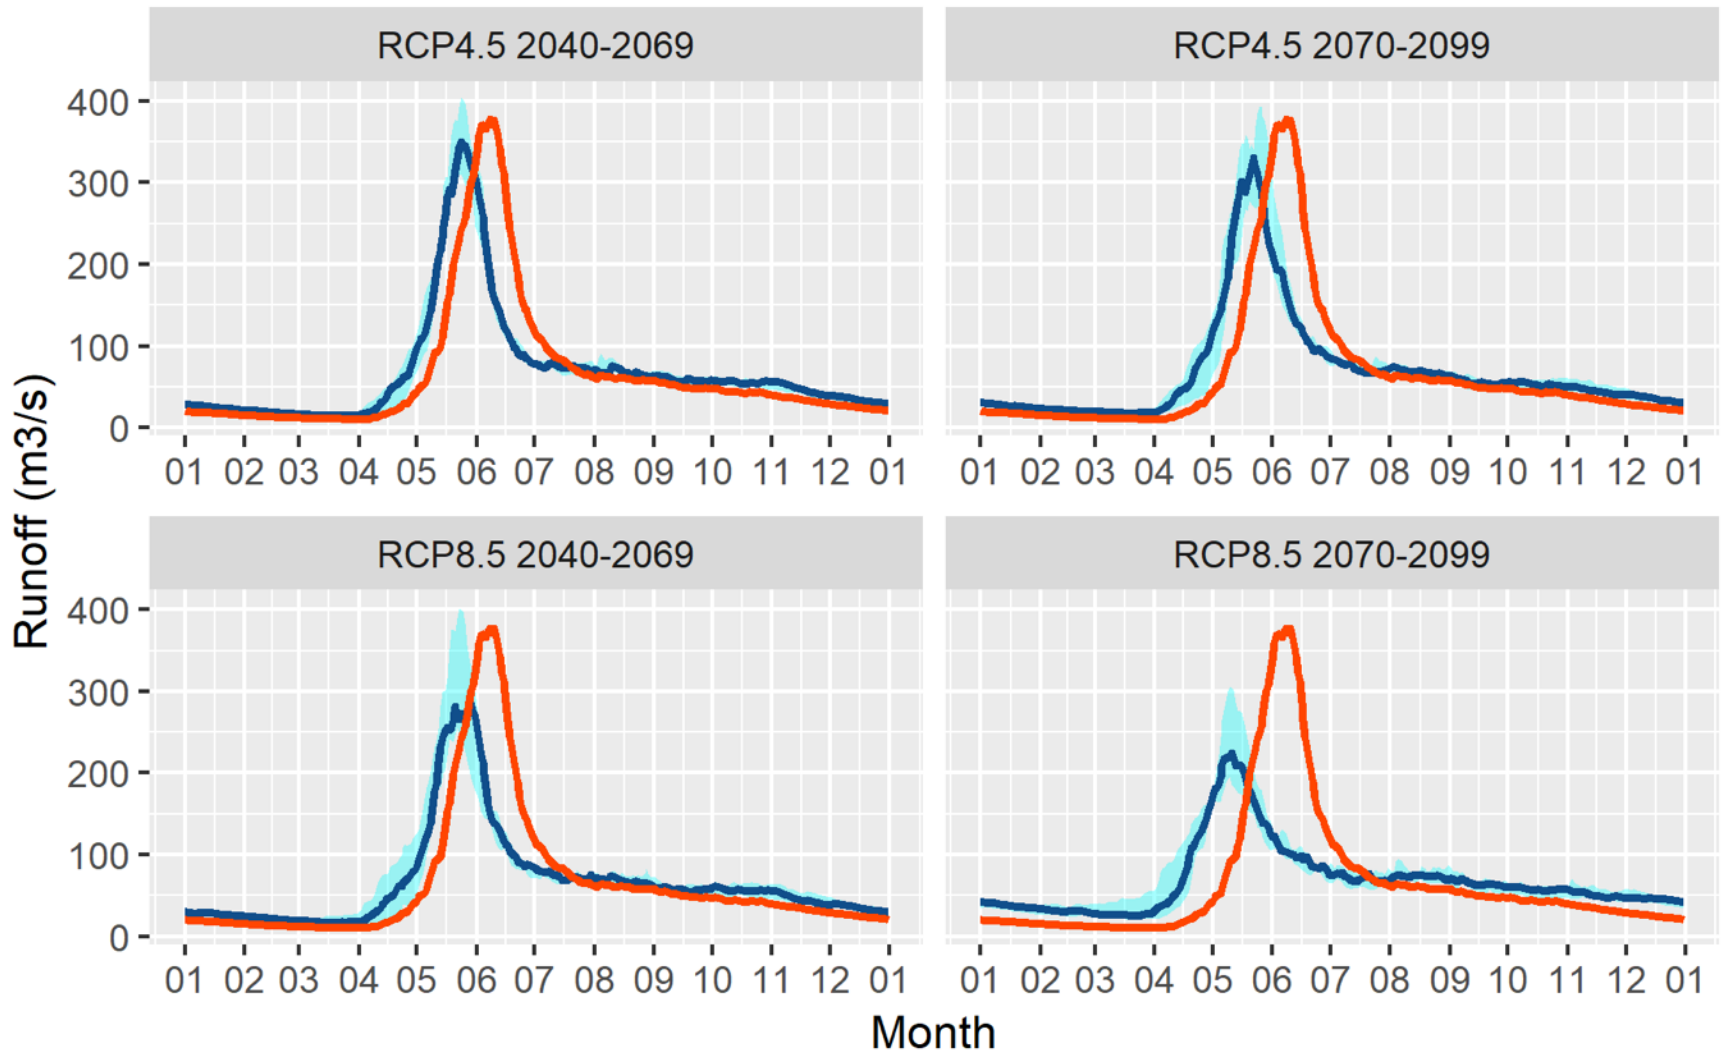 RCP4.5 2040-2069
RCP4.5 2070-2099
400
300
200
100
0
01 02 03 04 05 06 07 08 09 10 11 12 01
01 02 03 04 05 06 07 08 09 10 11 12 01
Runoff (m3/s)
RCP8.5 2040-2069
RCP8.5 2070-2099
400
300
200
100
0
01 02 03 04 05 06 07 08 09 10 11 12 01
01 02 03 04 05 06 07 08 09 10 11 12 01
Month